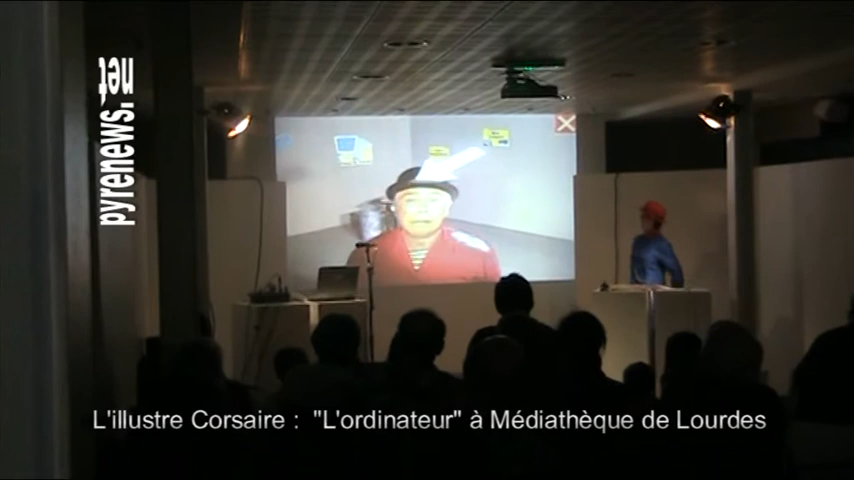 pyrenews.net
L'illustre Corsaire : "L'ordinateur" à Médiathèque de Lourdes